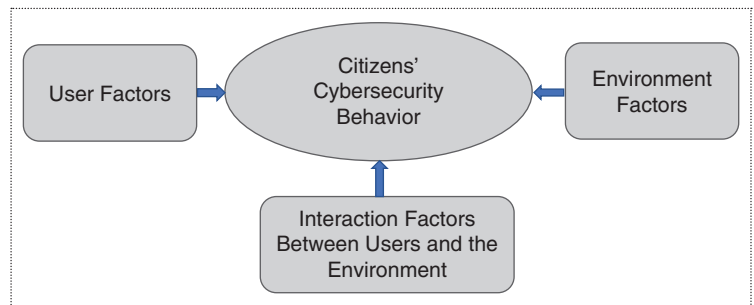 User Factors
Citizens’
Cybersecurity
Behavior
Environment
Factors
Interaction Factors
Between Users and the
Environment